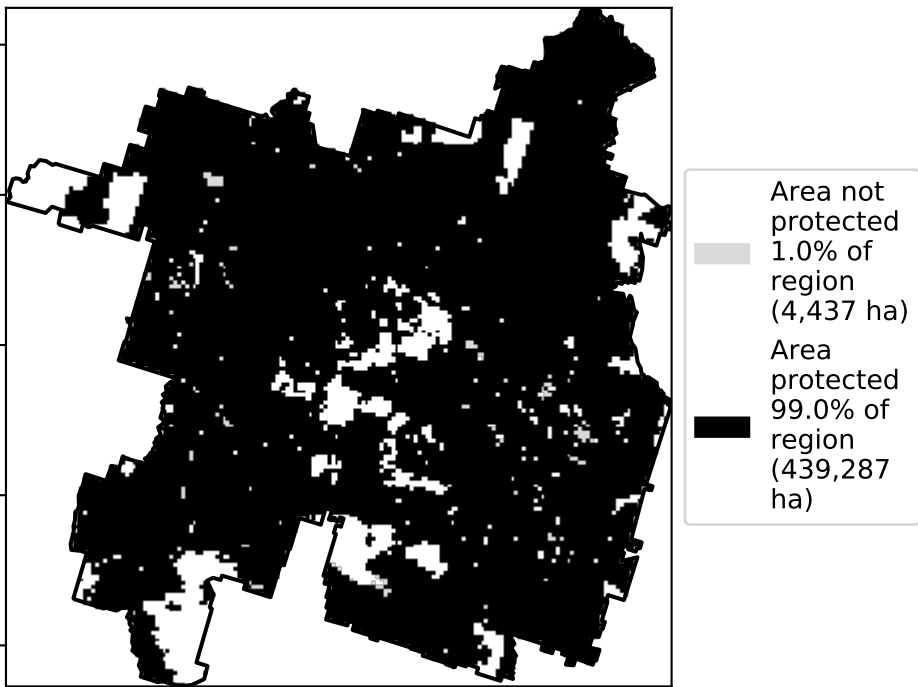 Area not
protected
1.0% of
region
(4,437 ha)
Area
protected
99.0% of
region
(439,287
ha)